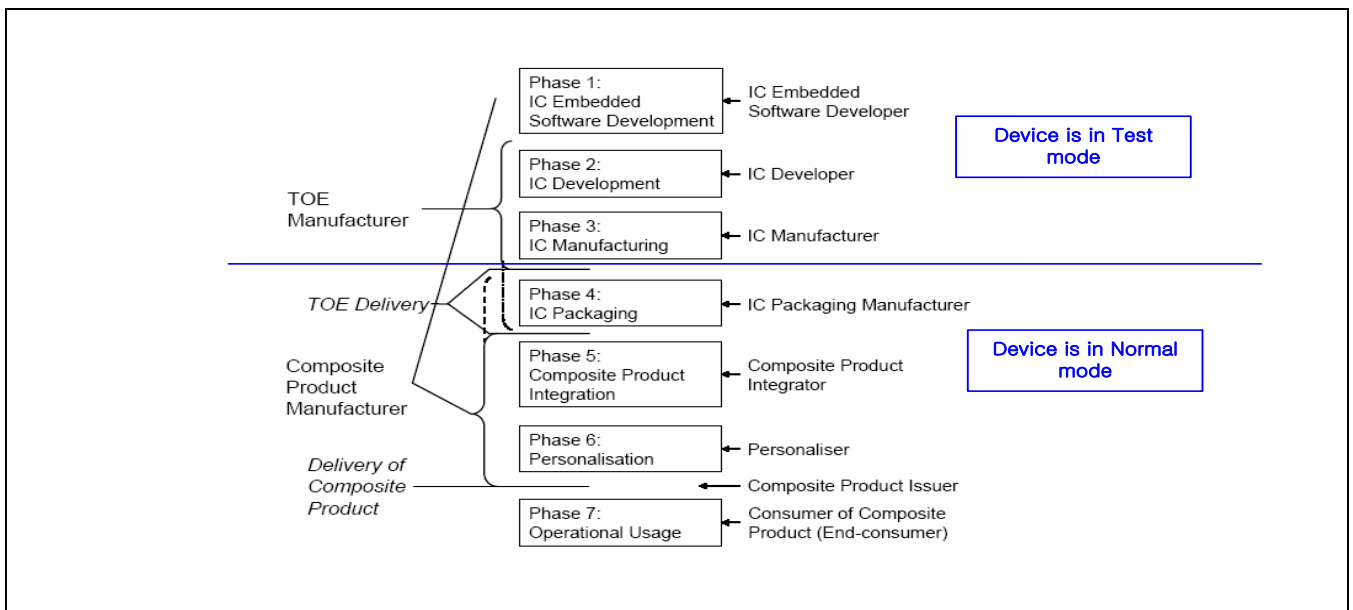 Phase 1:
IC Embedded
Software Development
IC Embedded
Software Developer
Device is in Test
mode
Phase 2:
IC Development
IC Developer
TOE
Manufacturer
Phase 3:
IC Manufacturing
IC Manufacturer
TOE Delivery
Phase 4:
IC Packaging
IC Packaging Manufacturer
Device is in Normal
mode
Composite
Product
Manufacturer
Phase 5:
Composite Product
Integration
Composite Product
Integrator
Phase 6:
Personalisation
Personaliser
Delivery of
Composite
Product
Composite Product Issuer
Phase 7:
Operational Usage
Consumer of Composite
Product (End-consumer)